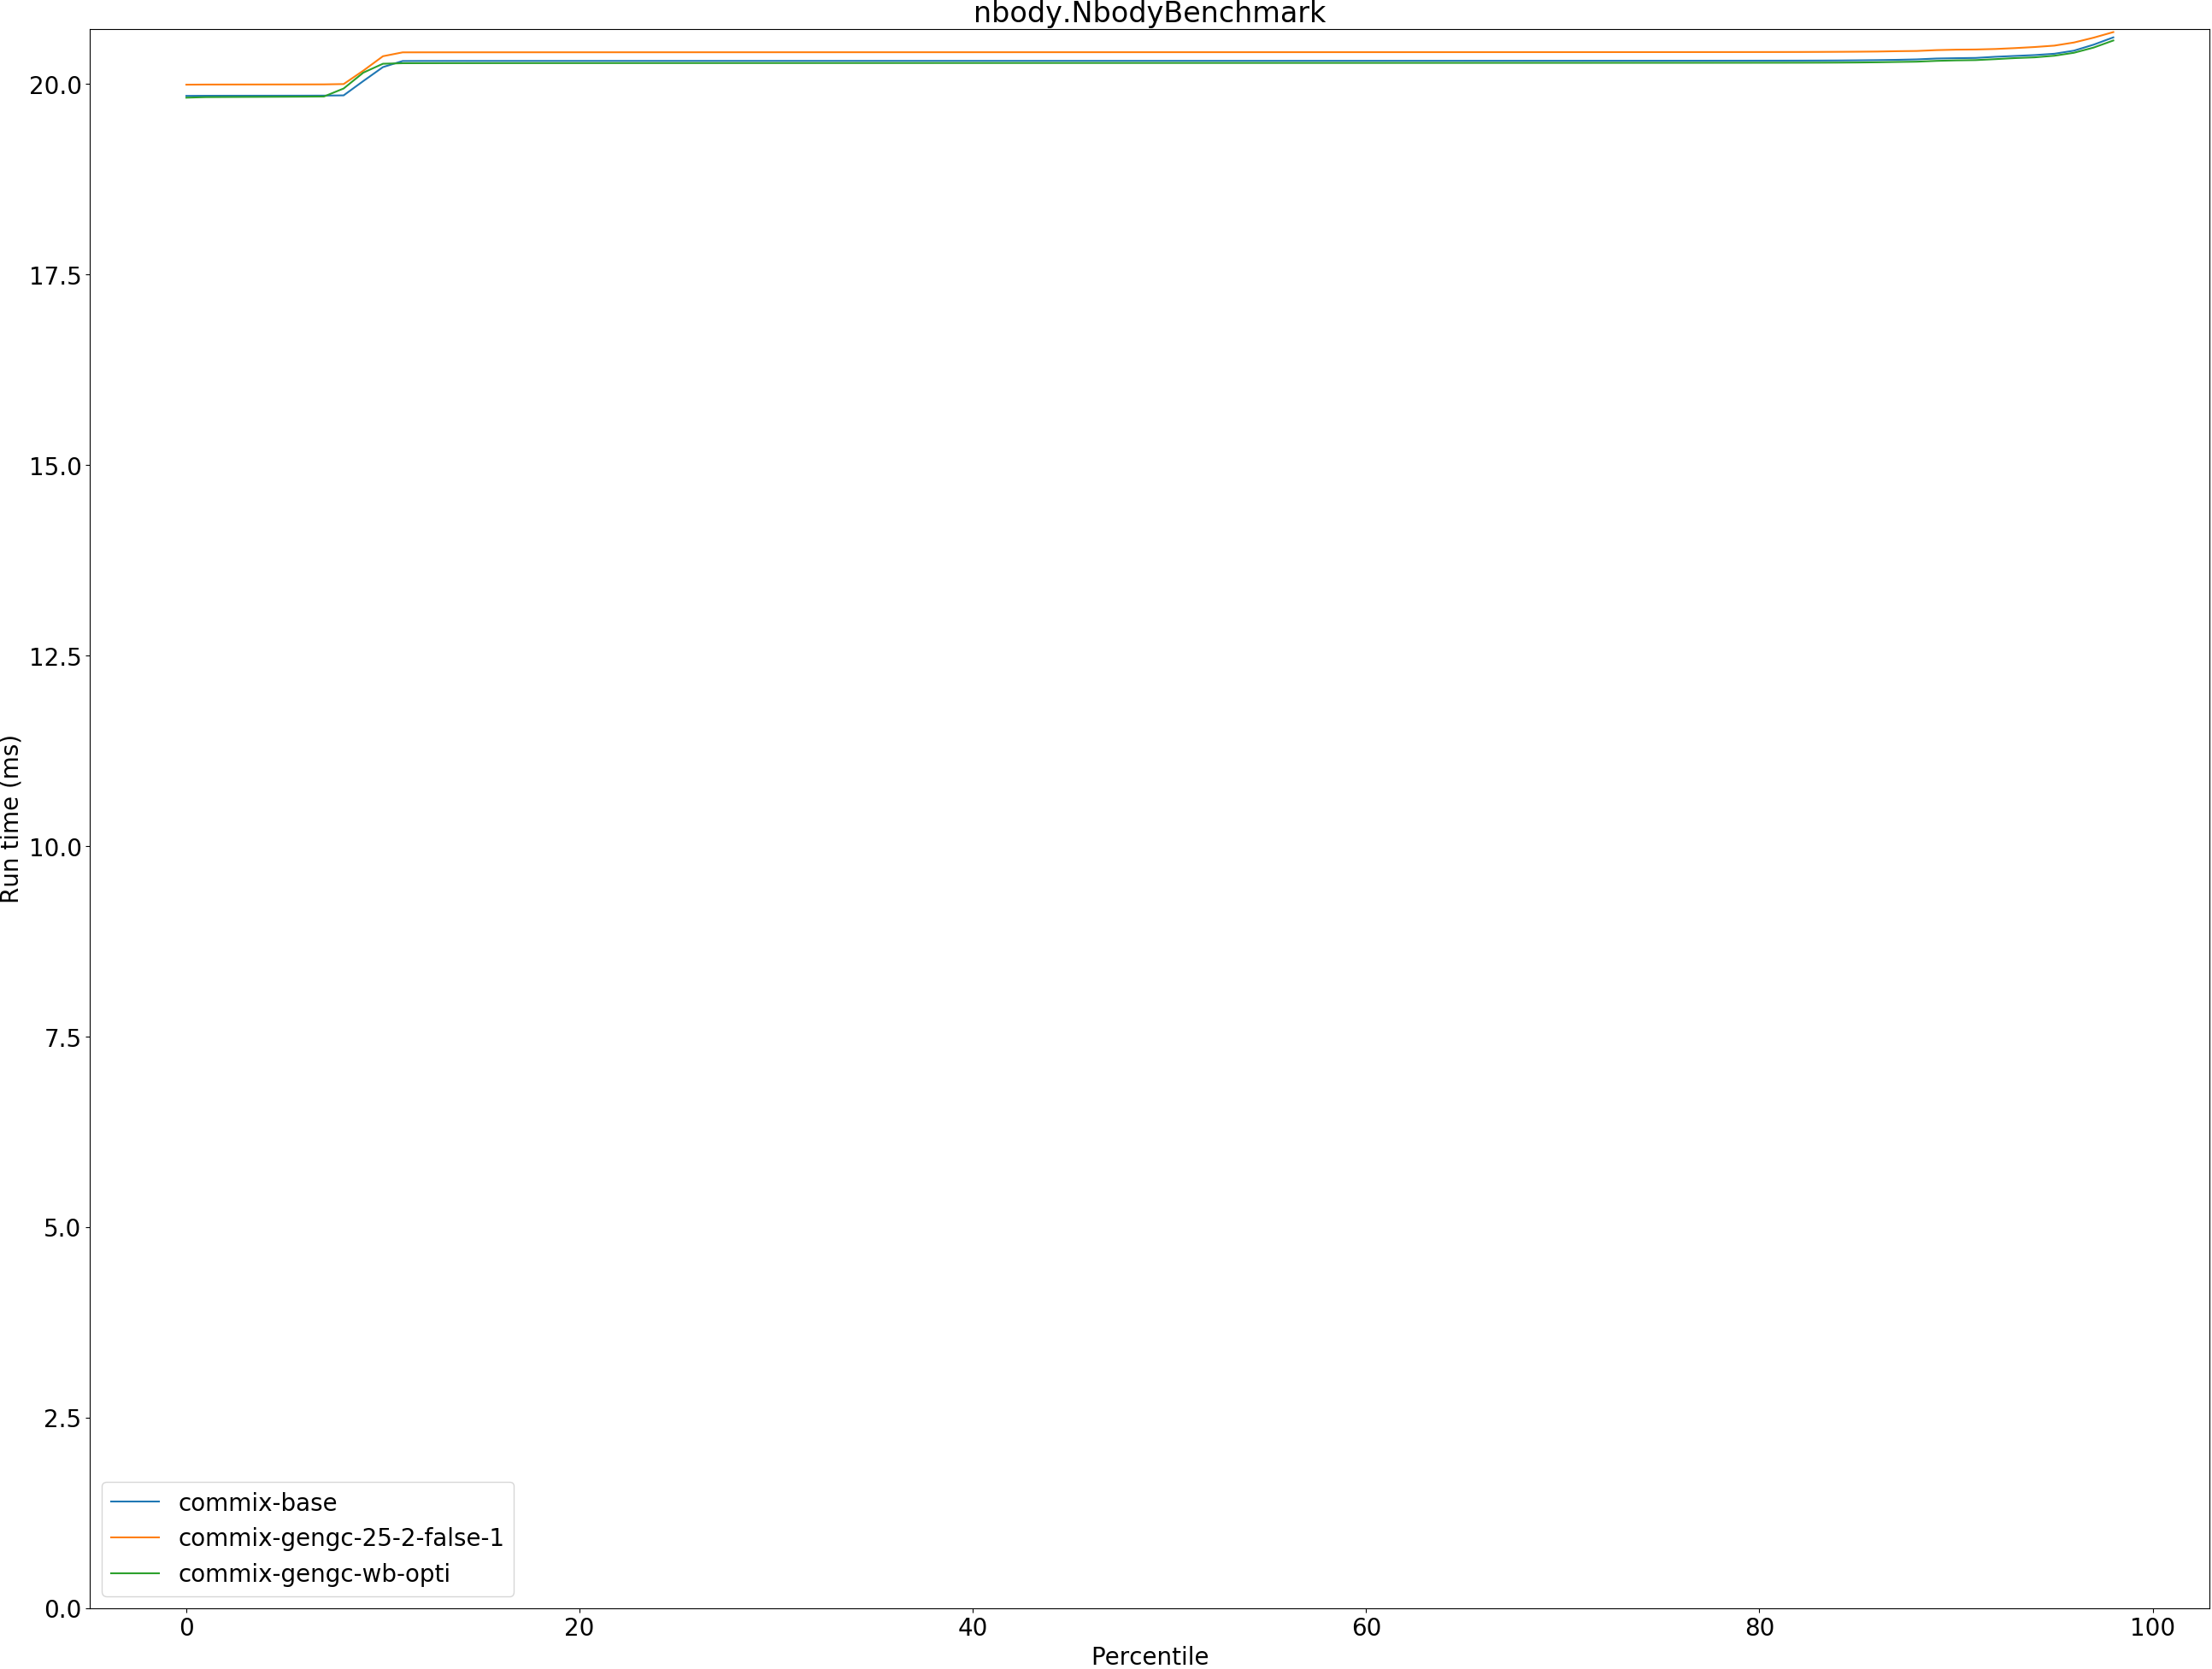 nbody.NbodyBenchmark
20.0
17.5
15.0
12.5
10.0
7.5
5.0
2.5
0.0
Run time (ms)
commix-base
commix-gengc-25-2-false-1
commix-gengc-wb-opti
0 20 40 60 80 100
Percentile